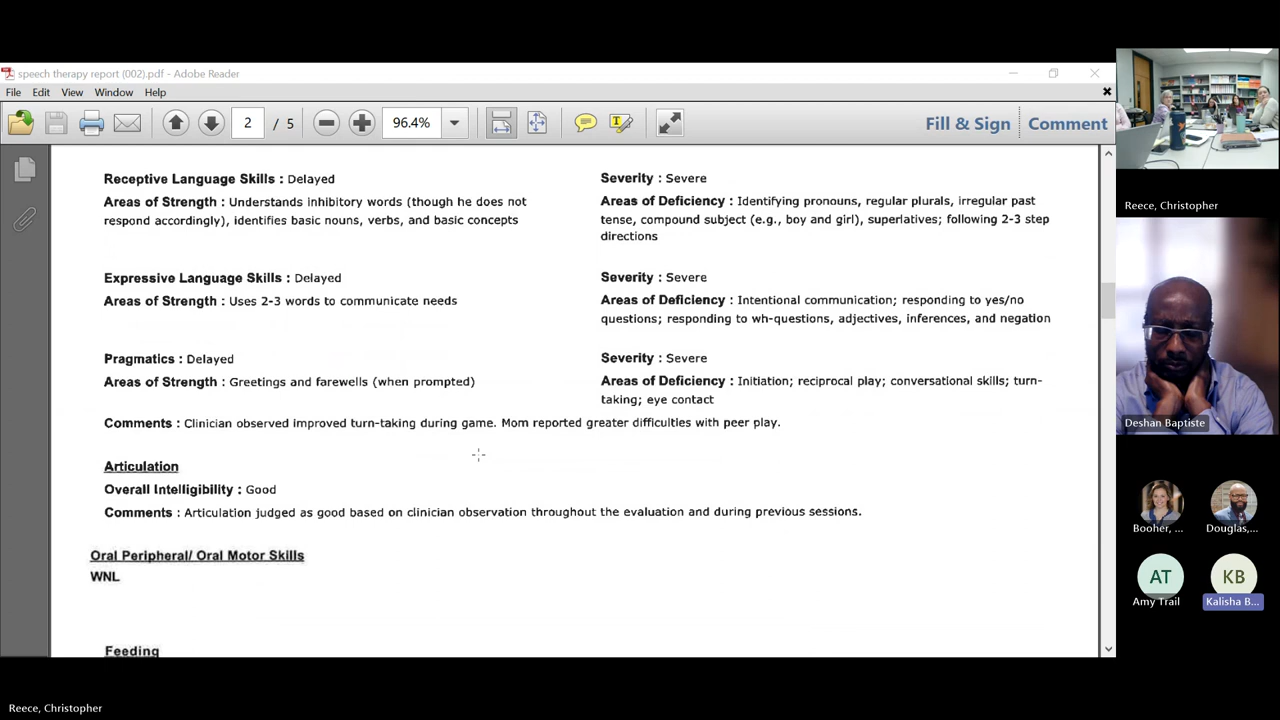 speech therapy report (002).pdf - Adobe Reader
File Edit View Window Help
2 / 5 96.4% Fill & Sign Comment
Receptive Language Skills : Delayed
Severity : Severe
Areas of Strength : Understands inhibitory words (though he does not
respond accordingly), identifies basic nouns, verbs, and basic concepts
Areas of Deficiency : Identifying pronouns, regular plurals, irregular past
tense, compound subject (e.g., boy and girl), superlatives; following 2-3 step
directions
Expressive Language Skills : Delayed
Severity : Severe
Areas of Strength : Uses 2-3 words to communicate needs
Areas of Deficiency : Intentional communication; responding to yes/no
questions; responding to wh-questions, adjectives, inferences, and negation
Pragmatics : Delayed
Severity : Severe
Areas of Strength : Greetings and farewells (when prompted)
Areas of Deficiency : Initiation; reciprocal play; conversational skills; turn-
taking; eye contact
Comments : Clinician observed improved turn-taking during game. Mom reported greater difficulties with peer play.
Articulation
Overall Intelligibility : Good
Comments : Articulation judged as good based on clinician observation throughout the evaluation and during previous sessions.
Oral Peripheral/ Oral Motor Skills
WNL
Feeding
Reece, Christopher
Deshan Baptiste
Booher, ...
Douglas,...
AT
KB
Amy Trail
Kalisha B...
Reece, Christopher